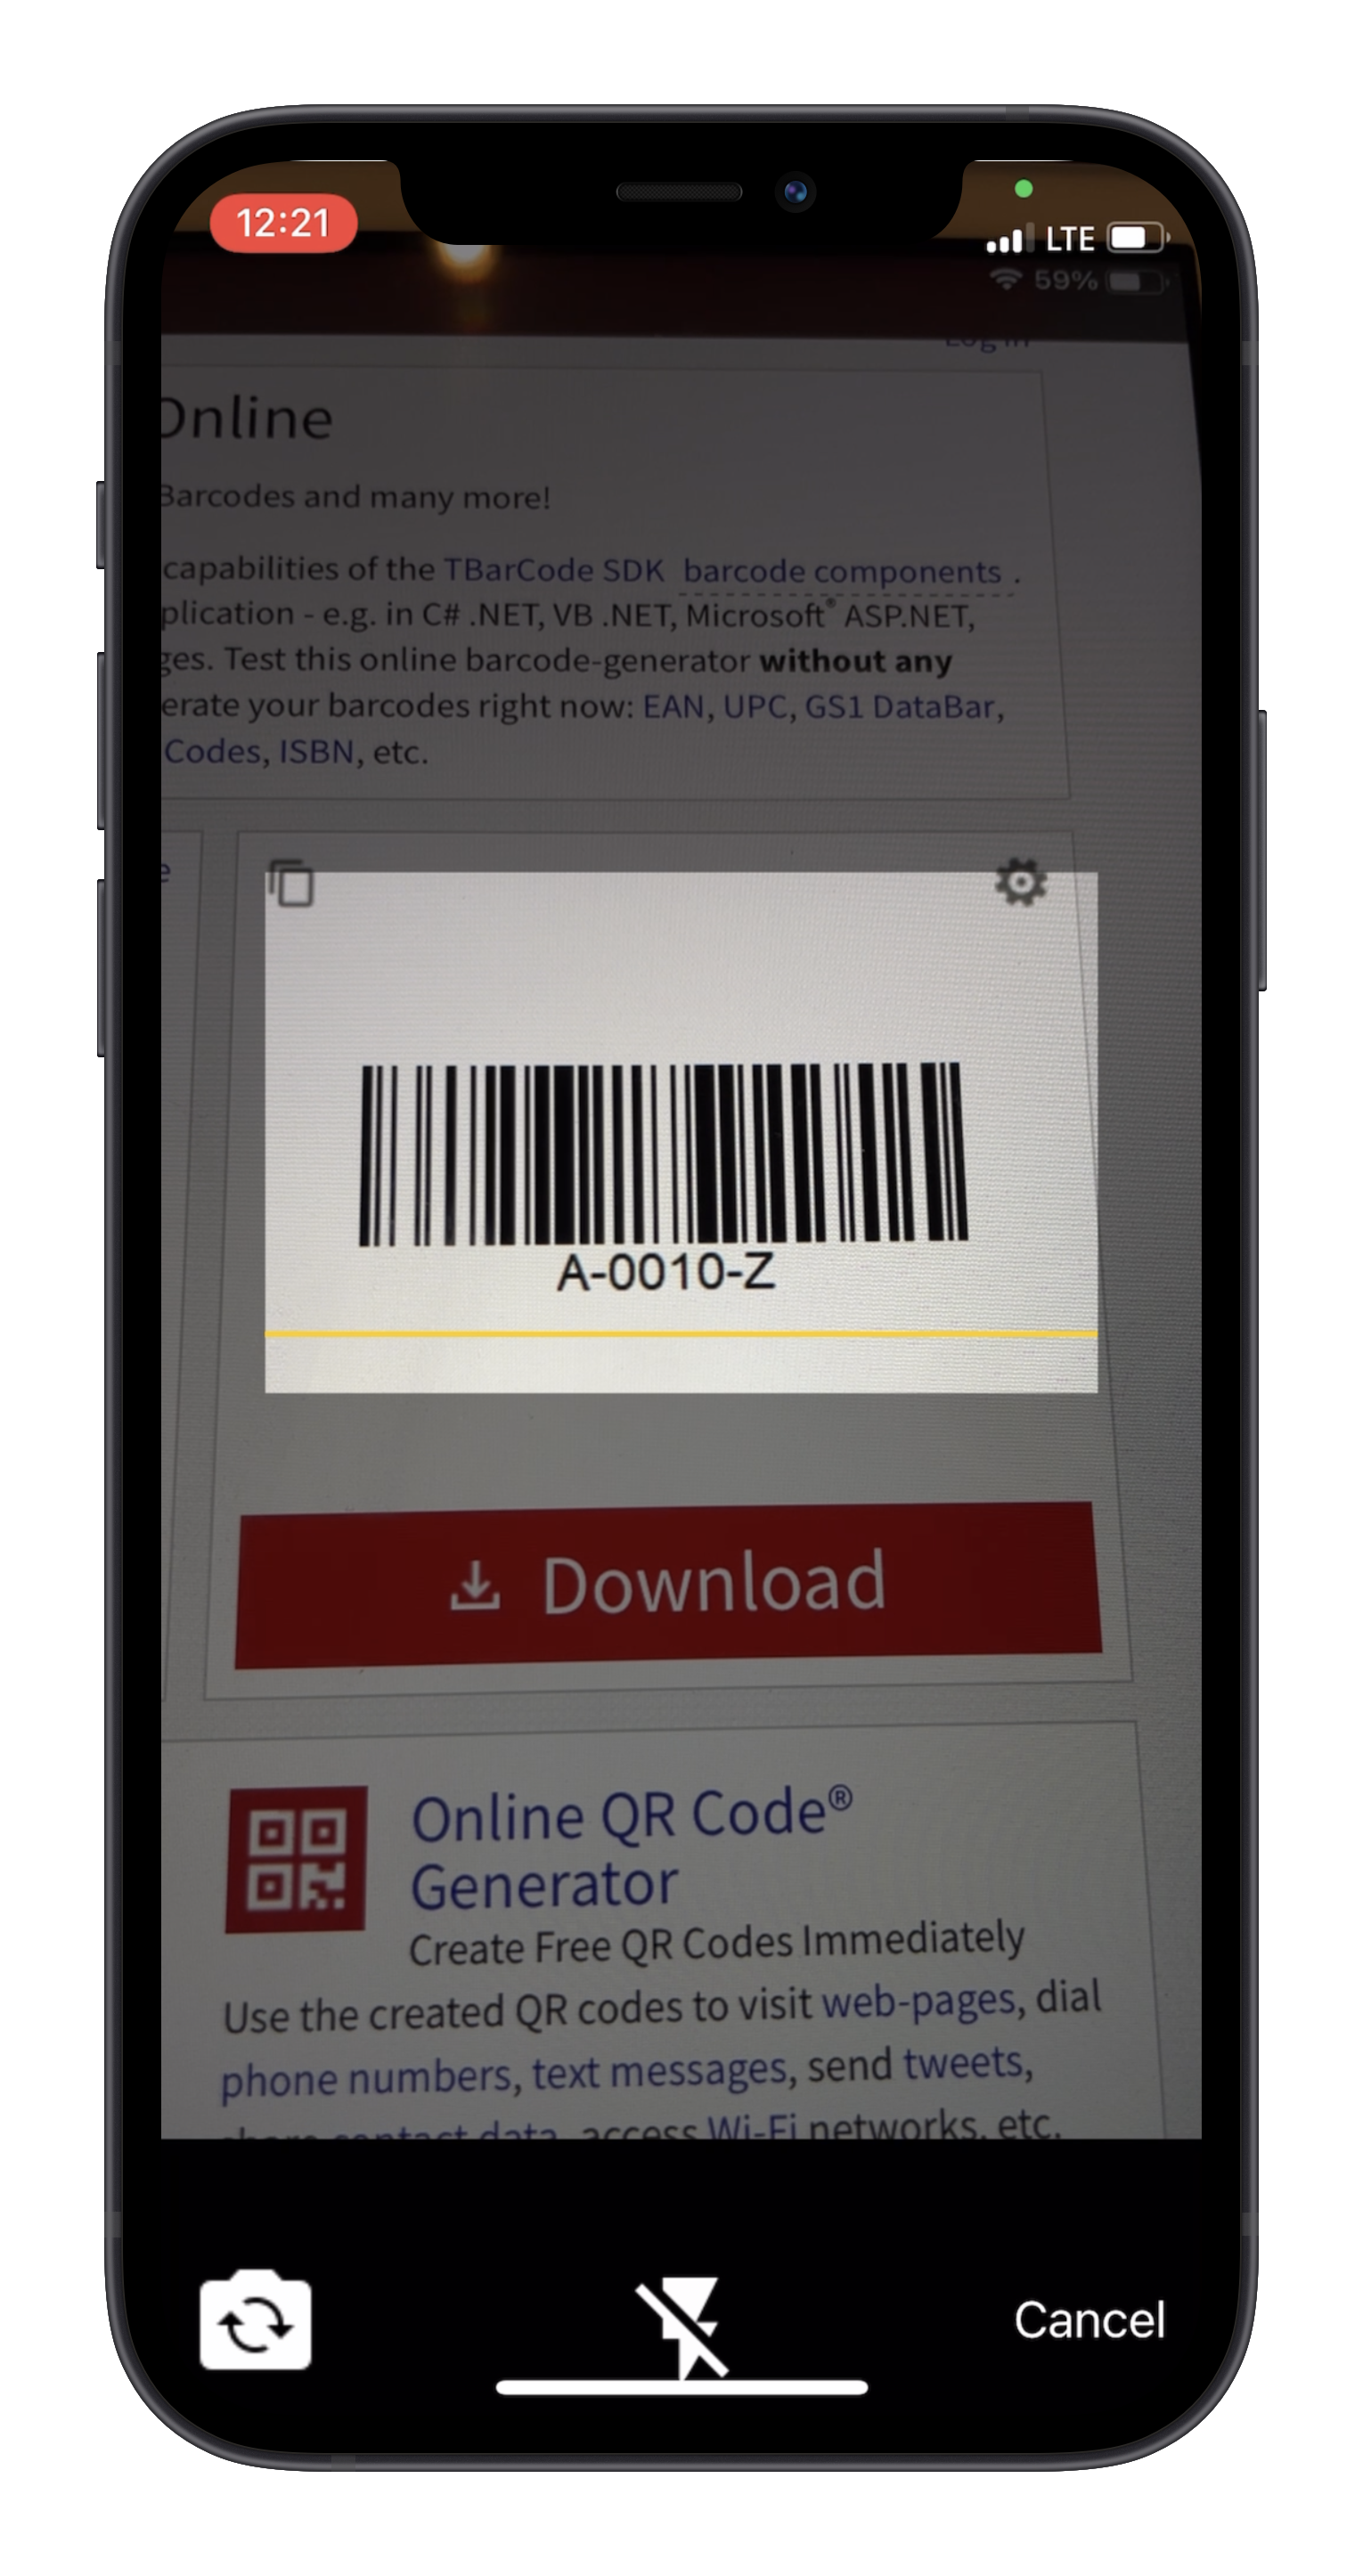 12:21
LTE
59%
Log in
Online
Barcodes and many more!
capabilities of the TBarCode SDK barcode components .
plication - e.g. in C# .NET, VB .NET, Microsoft® ASP.NET,
ges. Test this online barcode-generator without any
erate your barcodes right now: EAN, UPC, GS1 DataBar,
Codes, ISBN, etc.
e
A-0010-Z
Download
Online QR Code®
Generator
Create Free QR Codes Immediately
Use the created QR codes to visit web-pages, dial
phone numbers, text messages, send tweets,
share contact data, access Wi-Fi networks, etc.
Cancel